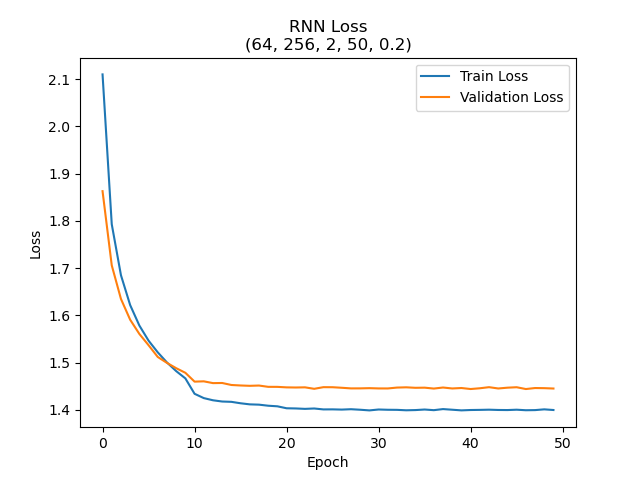 RNN Loss
(64, 256, 2, 50, 0.2)
Train Loss
Validation Loss
2.1
2.0
1.9
1.8
1.7
1.6
1.5
1.4
Loss
0 10 20 30 40 50
Epoch